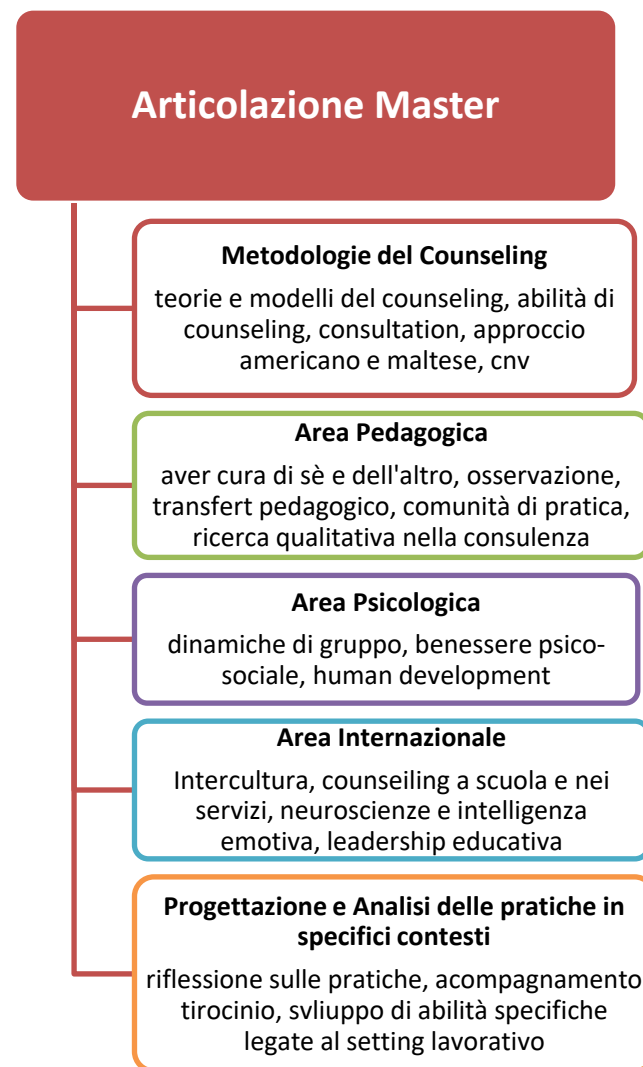 Articolazione Master
Metodologie del Counseling
teorie e modelli del counseling, abilità di
counseling, consultation, approccio
americano e maltese, cnv
Area Pedagogica
aver cura di sè e dell'altro, osservazione,
transfert pedagogico, comunità di pratica,
ricerca qualitativa nella consulenza
Area Psicologica
dinamiche di gruppo, benessere psico-
sociale, human development
Area Internazionale
Intercultura, counseiling a scuola e nei
servizi, neuroscienze e intelligenza
emotiva, leadership educativa
Progettazione e Analisi delle pratiche in
specifici contesti
riflessione sulle pratiche, acompagnamento
tirocinio, svliuppo di abilità specifiche
legate al setting lavorativo